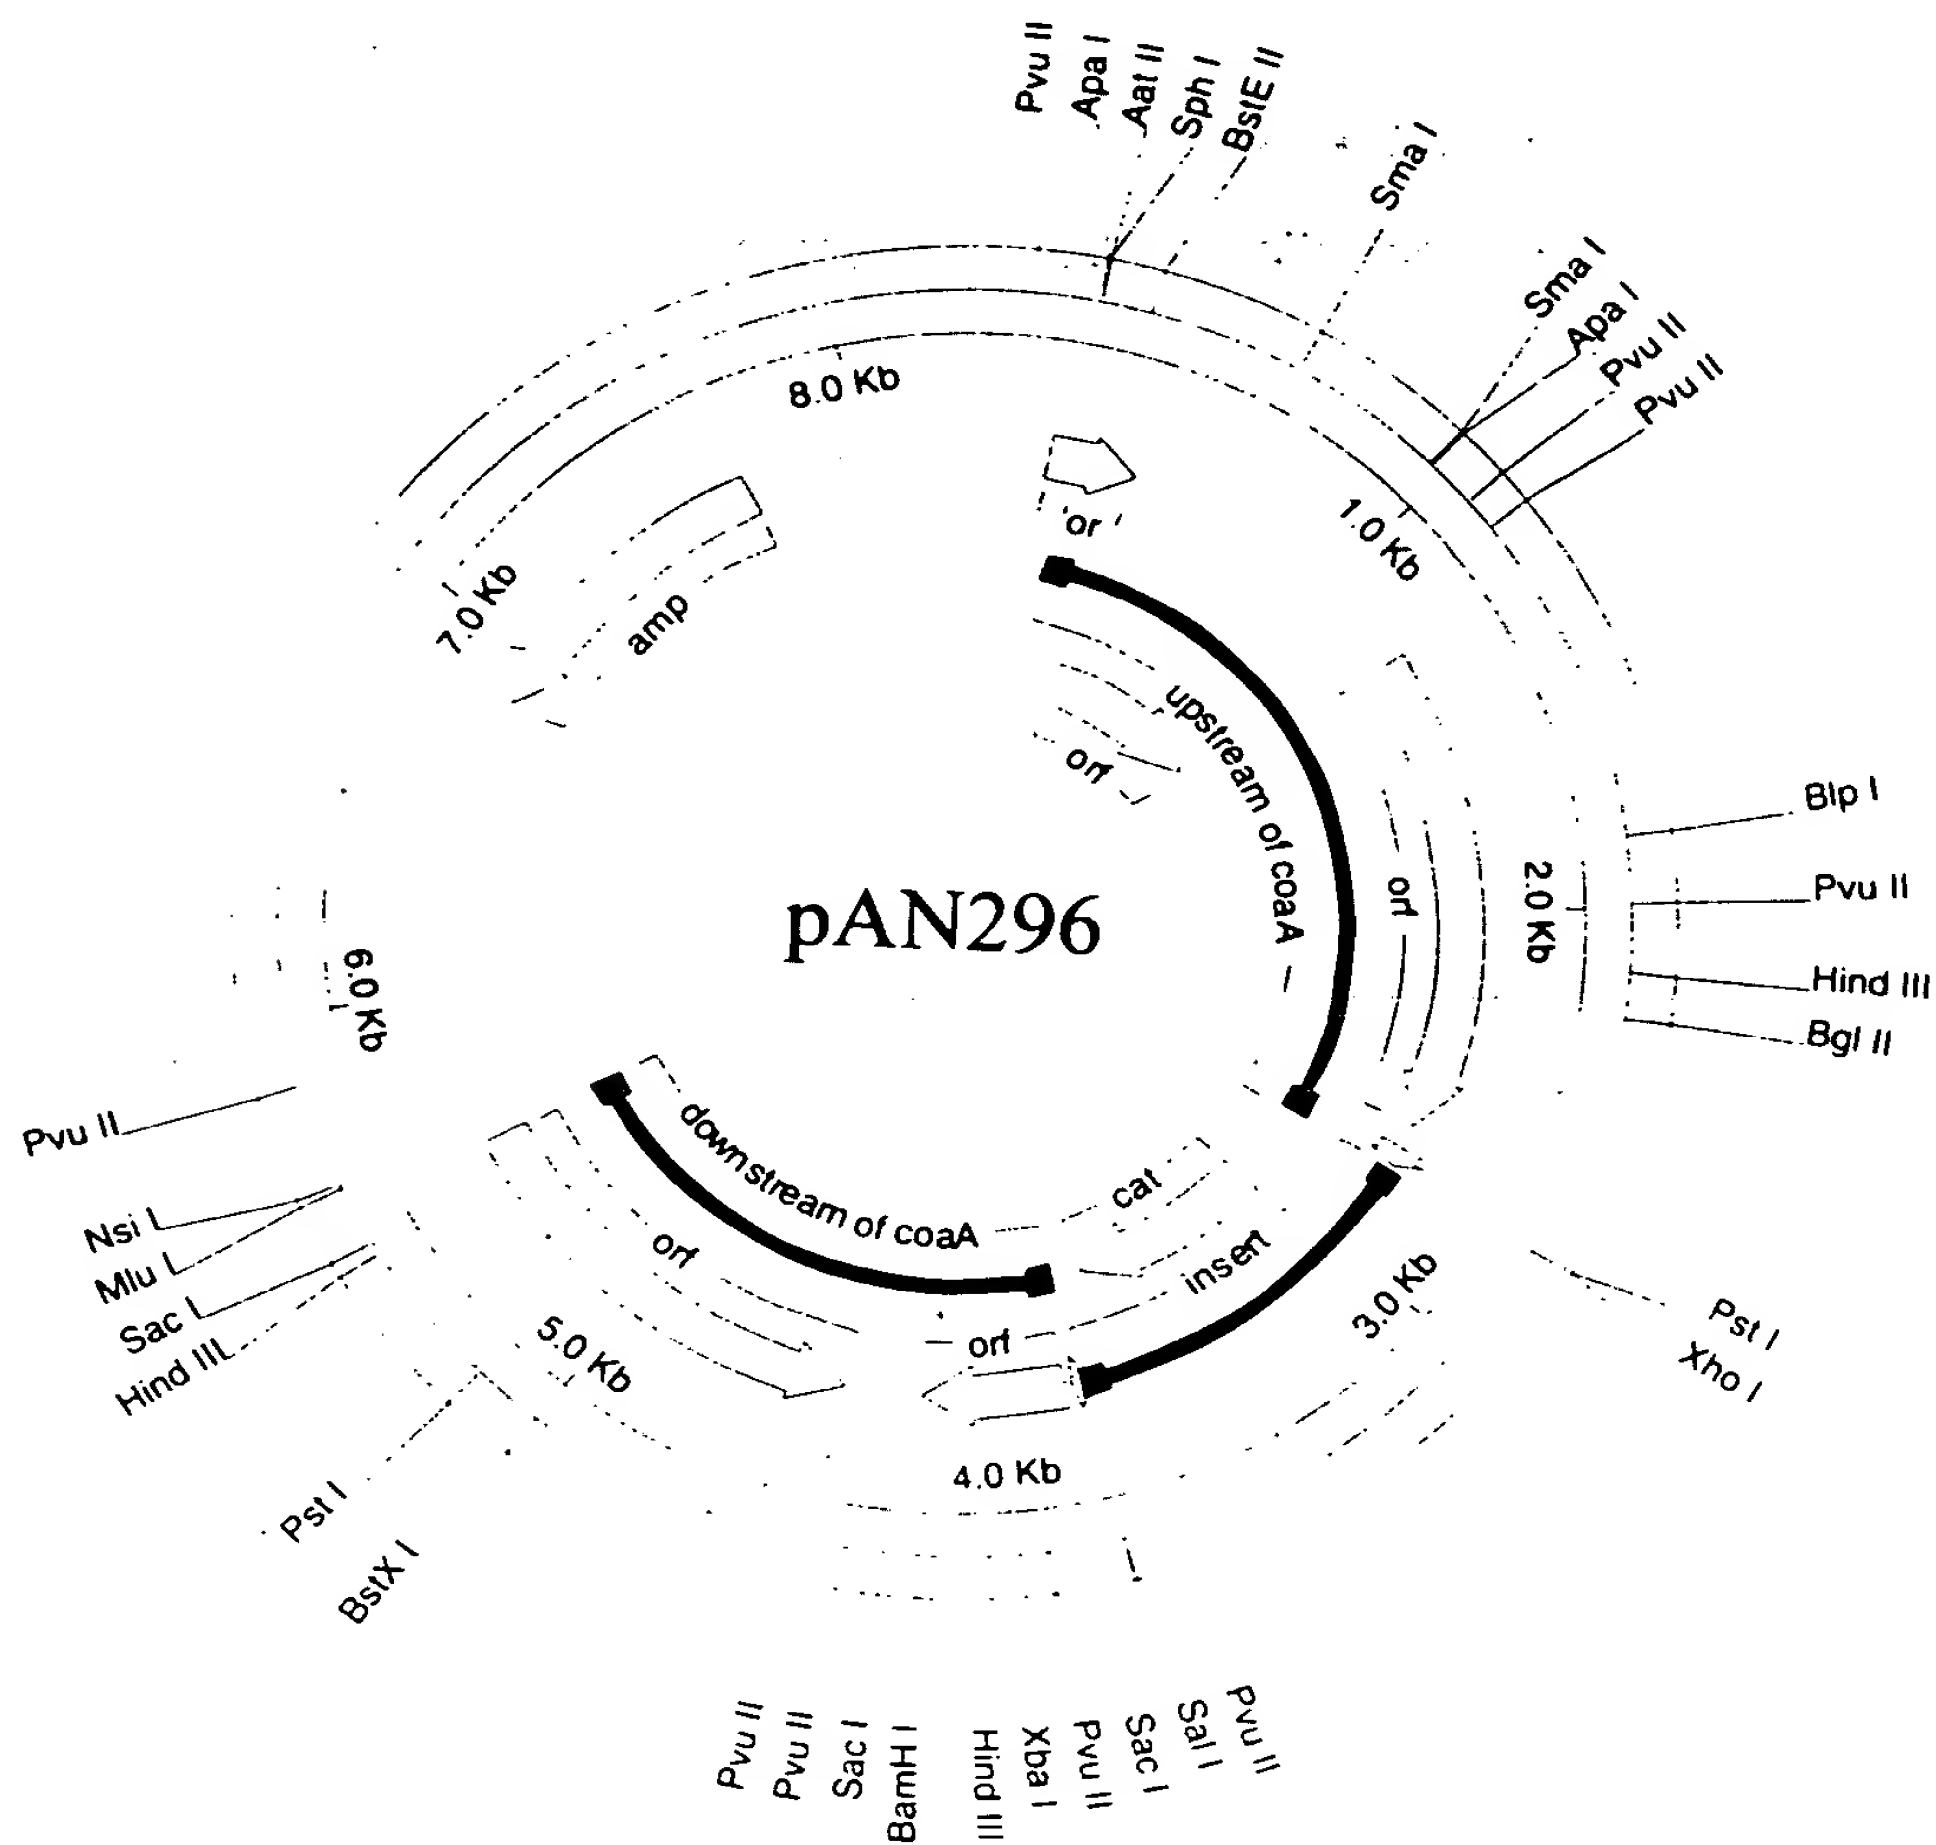 Pvu II
Apa I
Aat II
Sph I
BstE II
Sma I
Sma I
Apa I
Pvu II
Pvu II
8.0 Kb
1.0 Kb
7.0 Kb
amp
'or '
upstream of coaA
orf
orf
2.0 Kb
Blp I
Pvu II
Hind III
Bgl II
pAN296
6.0 Kb
Pvu II
Nsi I
Mlu I
Sac I
Hind III
downstream of coaA
cat
orf
insert
orf
3.0 Kb
Pst I
Xho I
5.0 Kb
4.0 Kb
Pst I
BstX I
Pvu II
Pvu II
Sac I
BamH I
Hind III
Xba I
Pvu II
Sac I
Sal I
Pvu II